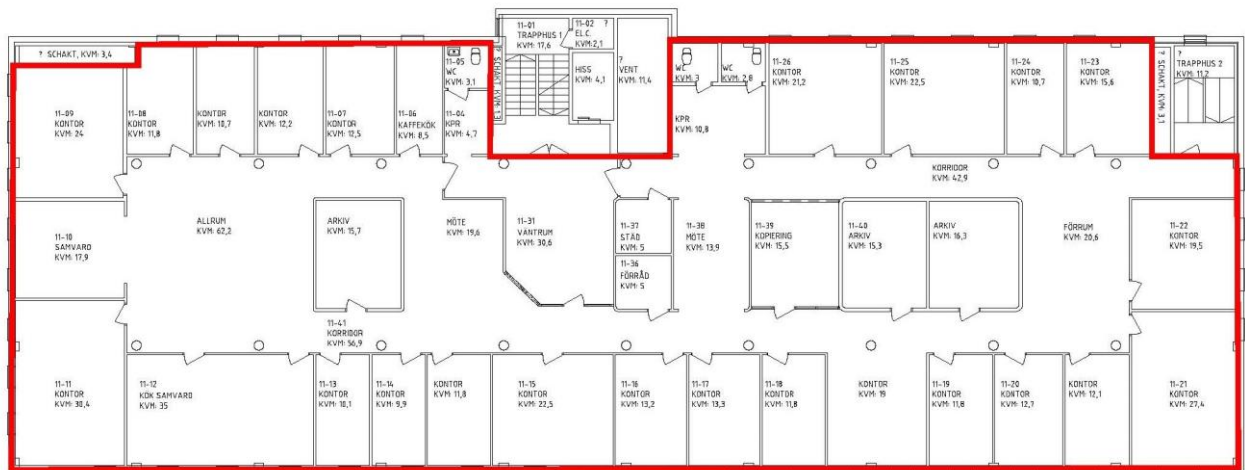 ? SCHAKT, KVM: 3,4
11-01
TRAPPHUS 1
KVM: 17,6
11-02 ?
EL.C.
KVM:2,1
HISS
KVM: 4,1
?
VENT
KVM: 11,4
? SCHAKT KVM: 1,3
11-05
WC
KVM: 3,1
WC
KVM: 3
WC
KVM: 2,8
11-26
KONTOR
KVM: 21,2
11-25
KONTOR
KVM: 22,5
11-24
KONTOR
KVM: 10,7
11-23
KONTOR
KVM: 15,6
? SCHAKT, KVM: 3,1
?
TRAPPHUS 2
KVM: 11,2
11-09
KONTOR
KVM: 24
11-08
KONTOR
KVM: 11,8
KONTOR
KVM: 10,7
KONTOR
KVM: 12,2
11-07
KONTOR
KVM: 12,5
11-06
KAFFEKÖK
KVM: 8,5
11-04
KPR
KVM: 4,7
KPR
KVM: 10,8
KORRIDOR
KVM: 42,9
11-10
SAMVARO
KVM: 17,9
ALLRUM
KVM: 62,2
ARKIV
KVM: 15,7
MÖTE
KVM: 19,6
11-31
VÄNTRUM
KVM: 30,6
11-37
STÄD
KVM: 5
11-36
FÖRRÅD
KVM: 5
11-38
MÖTE
KVM: 13,9
11-39
KOPIERING
KVM: 15,5
11-40
ARKIV
KVM: 15,3
ARKIV
KVM: 16,3
FÖRRUM
KVM: 20,6
11-22
KONTOR
KVM: 19,5
11-41
KORRIDOR
KVM: 56,9
11-11
KONTOR
KVM: 30,4
11-12
KÖK SAMVARO
KVM: 35
11-13
KONTOR
KVM: 10,1
11-14
KONTOR
KVM: 9,9
KONTOR
KVM: 11,8
11-15
KONTOR
KVM: 22,5
11-16
KONTOR
KVM: 13,2
11-17
KONTOR
KVM: 13,3
11-18
KONTOR
KVM: 11,8
KONTOR
KVM: 19
11-19
KONTOR
KVM: 11,8
11-20
KONTOR
KVM: 12,7
KONTOR
KVM: 12,1
11-21
KONTOR
KVM: 27,4